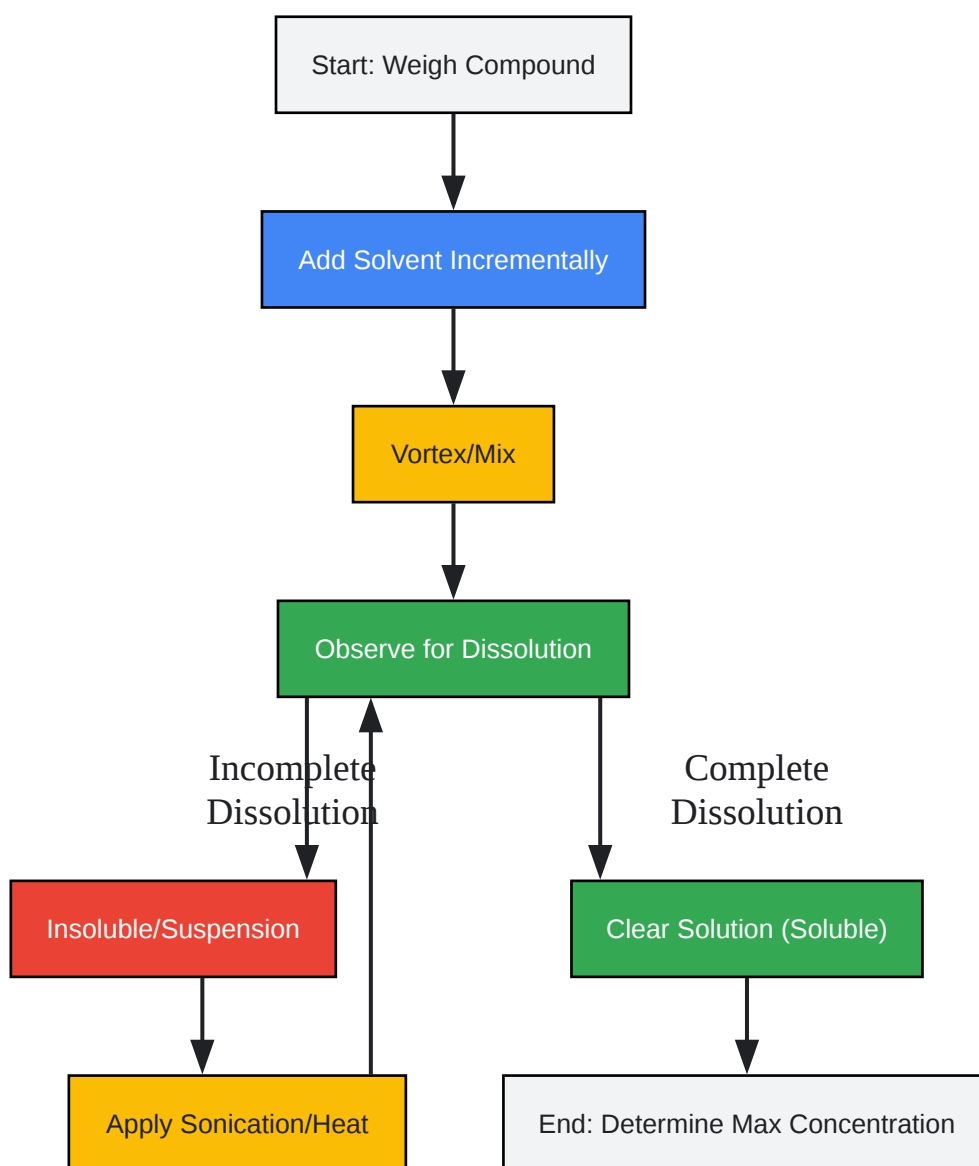 Start: Weigh Compound
Add Solvent Incrementally
Vortex/Mix
Observe for Dissolution
Incomplete
Dissolution
Complete
Dissolution
Insoluble/Suspension
Clear Solution (Soluble)
Apply Sonication/Heat
End: Determine Max Concentration